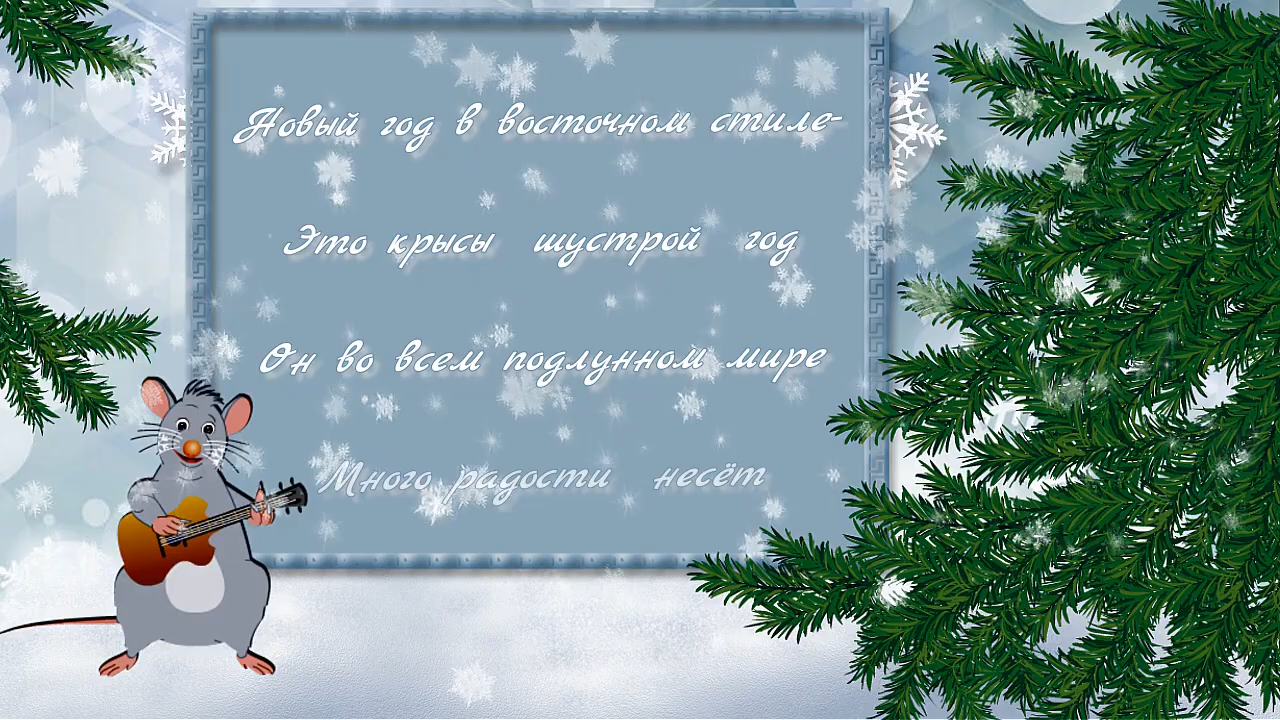 Новый год в восточном стиле-
Это крысы шустрой год
Он во всем подлунном мире
Много радости несёт